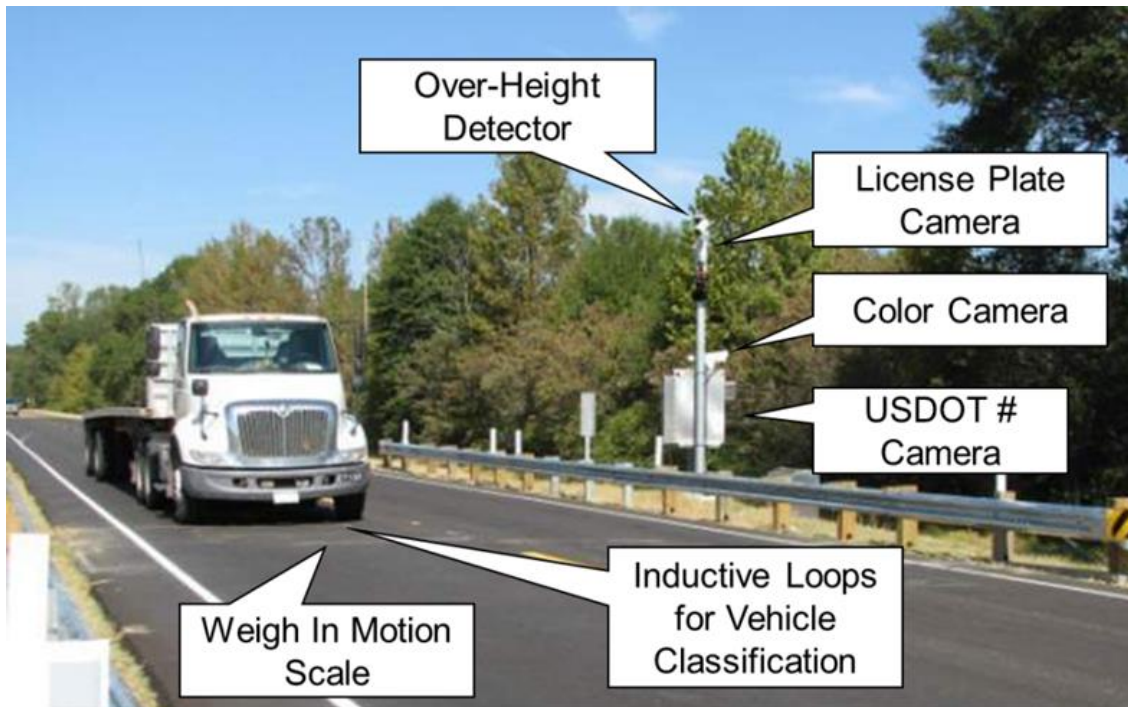 Over-Height
Detector
License Plate
Camera
Color Camera
USDOT #
Camera
Inductive Loops
for Vehicle
Classification
Weigh In Motion
Scale